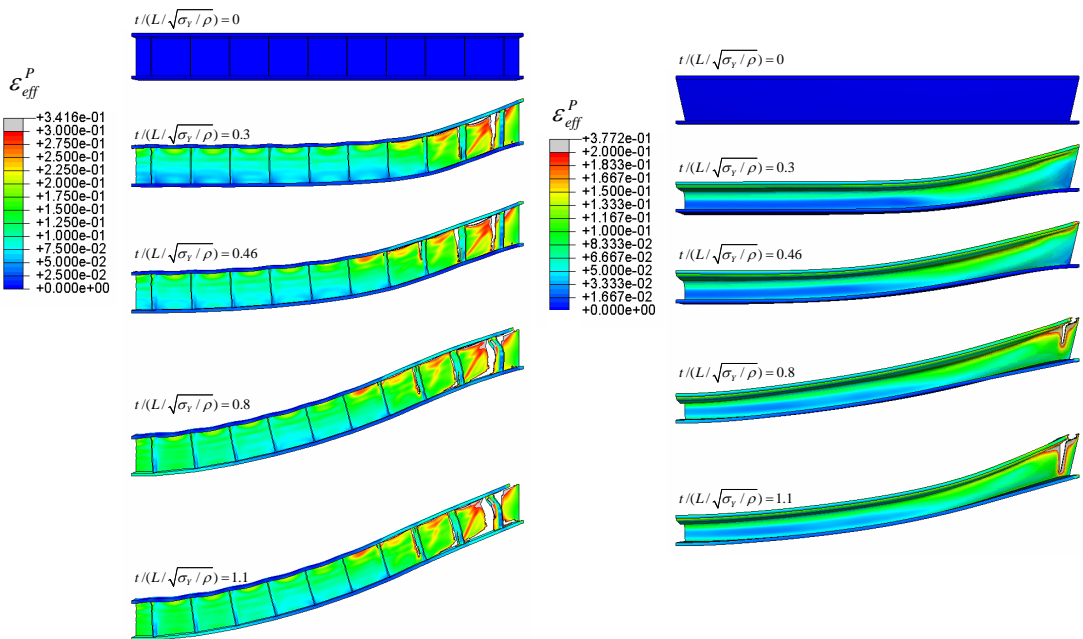 t/(L/√σ_Y/ρ)=0
ε^P_eff
+3.416e-01
+3.000e-01
+2.750e-01
+2.500e-01
+2.250e-01
+2.000e-01
+1.750e-01
+1.500e-01
+1.250e-01
+1.000e-01
+7.500e-02
+5.000e-02
+2.500e-02
+0.000e+00
t/(L/√σ_Y/ρ)=0.3
t/(L/√σ_Y/ρ)=0.46
t/(L/√σ_Y/ρ)=0.8
t/(L/√σ_Y/ρ)=1.1
t/(L/√σ_Y/ρ)=0
ε^P_eff
+3.772e-01
+2.000e-01
+1.833e-01
+1.667e-01
+1.500e-01
+1.333e-01
+1.167e-01
+1.000e-01
+8.333e-02
+6.667e-02
+5.000e-02
+3.333e-02
+1.667e-02
+0.000e+00
t/(L/√σ_Y/ρ)=0.3
t/(L/√σ_Y/ρ)=0.46
t/(L/√σ_Y/ρ)=0.8
t/(L/√σ_Y/ρ)=1.1